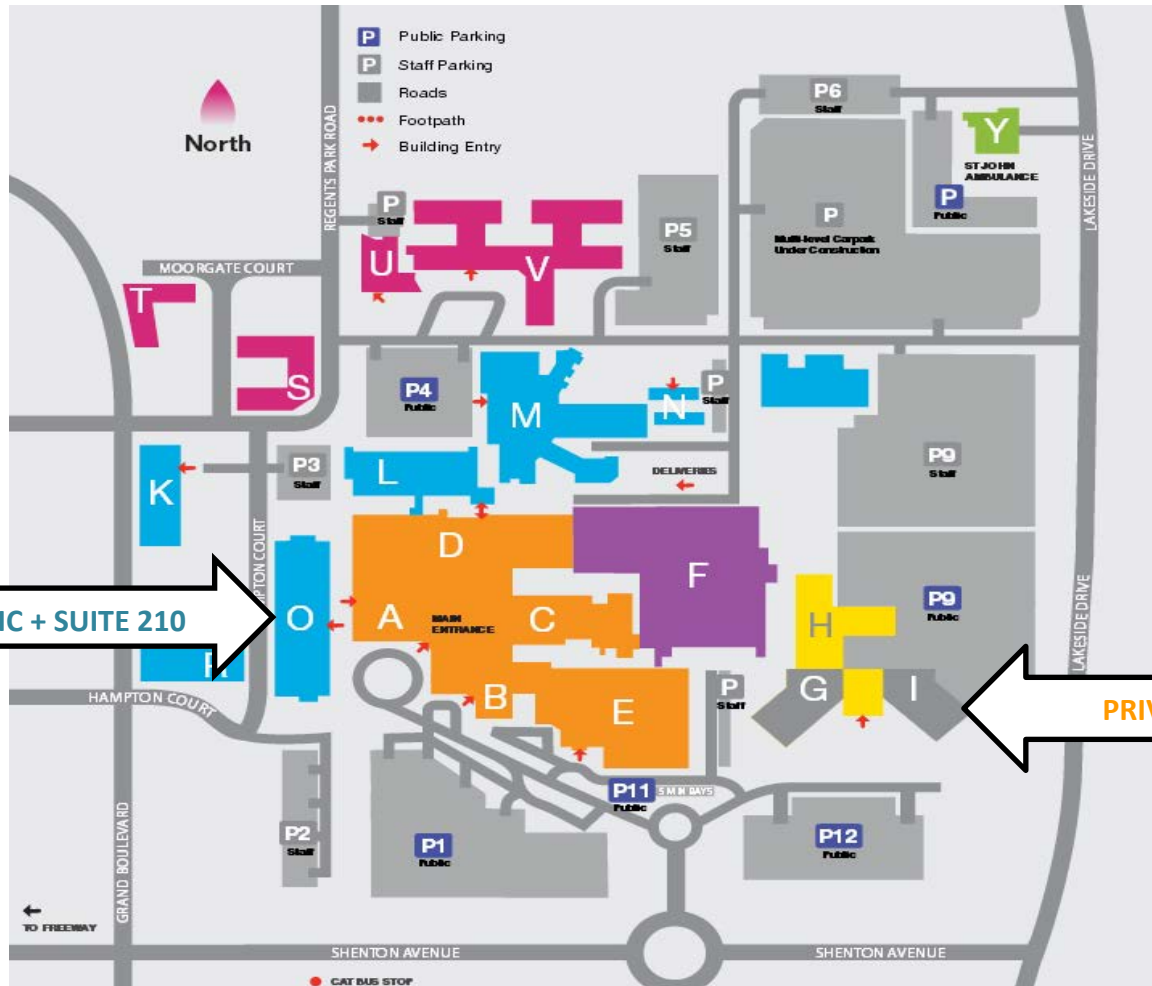 P Public Parking
P Staff Parking
Roads
Footpath
Building Entry
North
REGENTS PARK ROAD
P6
Staff
Y
ST JOHN
AMBULANCE
LAKESIDE DRIVE
P
Public
P
Staff
P5
Staff
P
Multi-level Carpark
Under Construction
U
V
MOORGATE COURT
T
S
P4
Public
M
N
P
Staff
P3
Staff
L
K
DELIVERIES
P9
Staff
D
F
O
A
MAIN
ENTRANCE
C
H
P9
Public
LAKESIDE DRIVE
+ SUITE 210
HAMPTON COURT
B
E
P
Staff
G
I
P2
Staff
P1
Public
P11
Public
5 MIN BAYS
P12
Public
GRAND BOULEVARD
TO FREEWAY
SHENTON AVENUE
SHENTON AVENUE
CAT BUS STOP